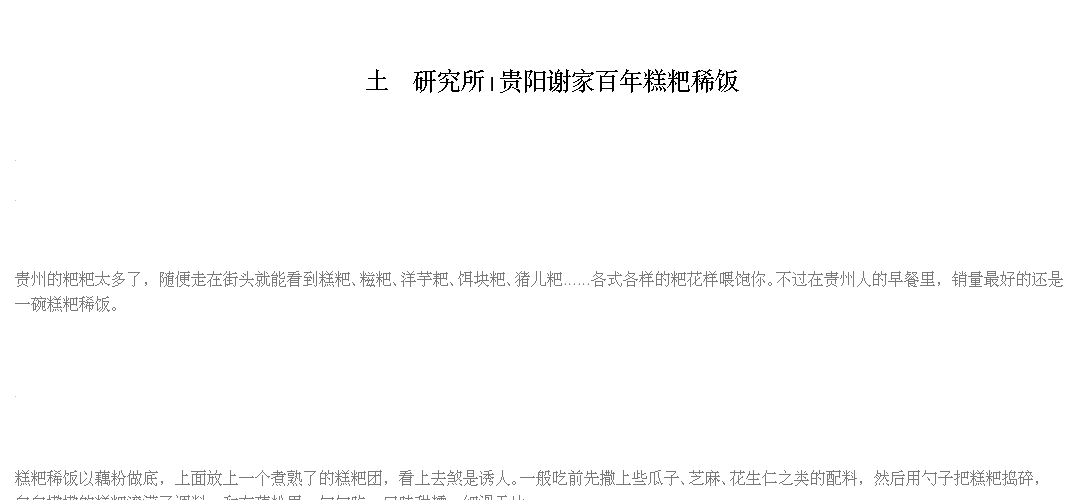 土 研究所|贵阳谢家百年糕粑稀饭
贵州的粑粑太多了，随便走在街头就能看到糕粑、糍粑、洋芋粑、饵块粑、猪儿粑……各式各样的粑花样喂饱你。不过在贵州人的早餐里，销量最好的还是
一碗糕粑稀饭。
糕粑稀饭以藕粉做底，上面放上一个煮熟了的糕粑团，看上去煞是诱人。一般吃前先撒上些瓜子、芝麻、花生仁之类的配料，然后用勺子把糕粑捣碎，